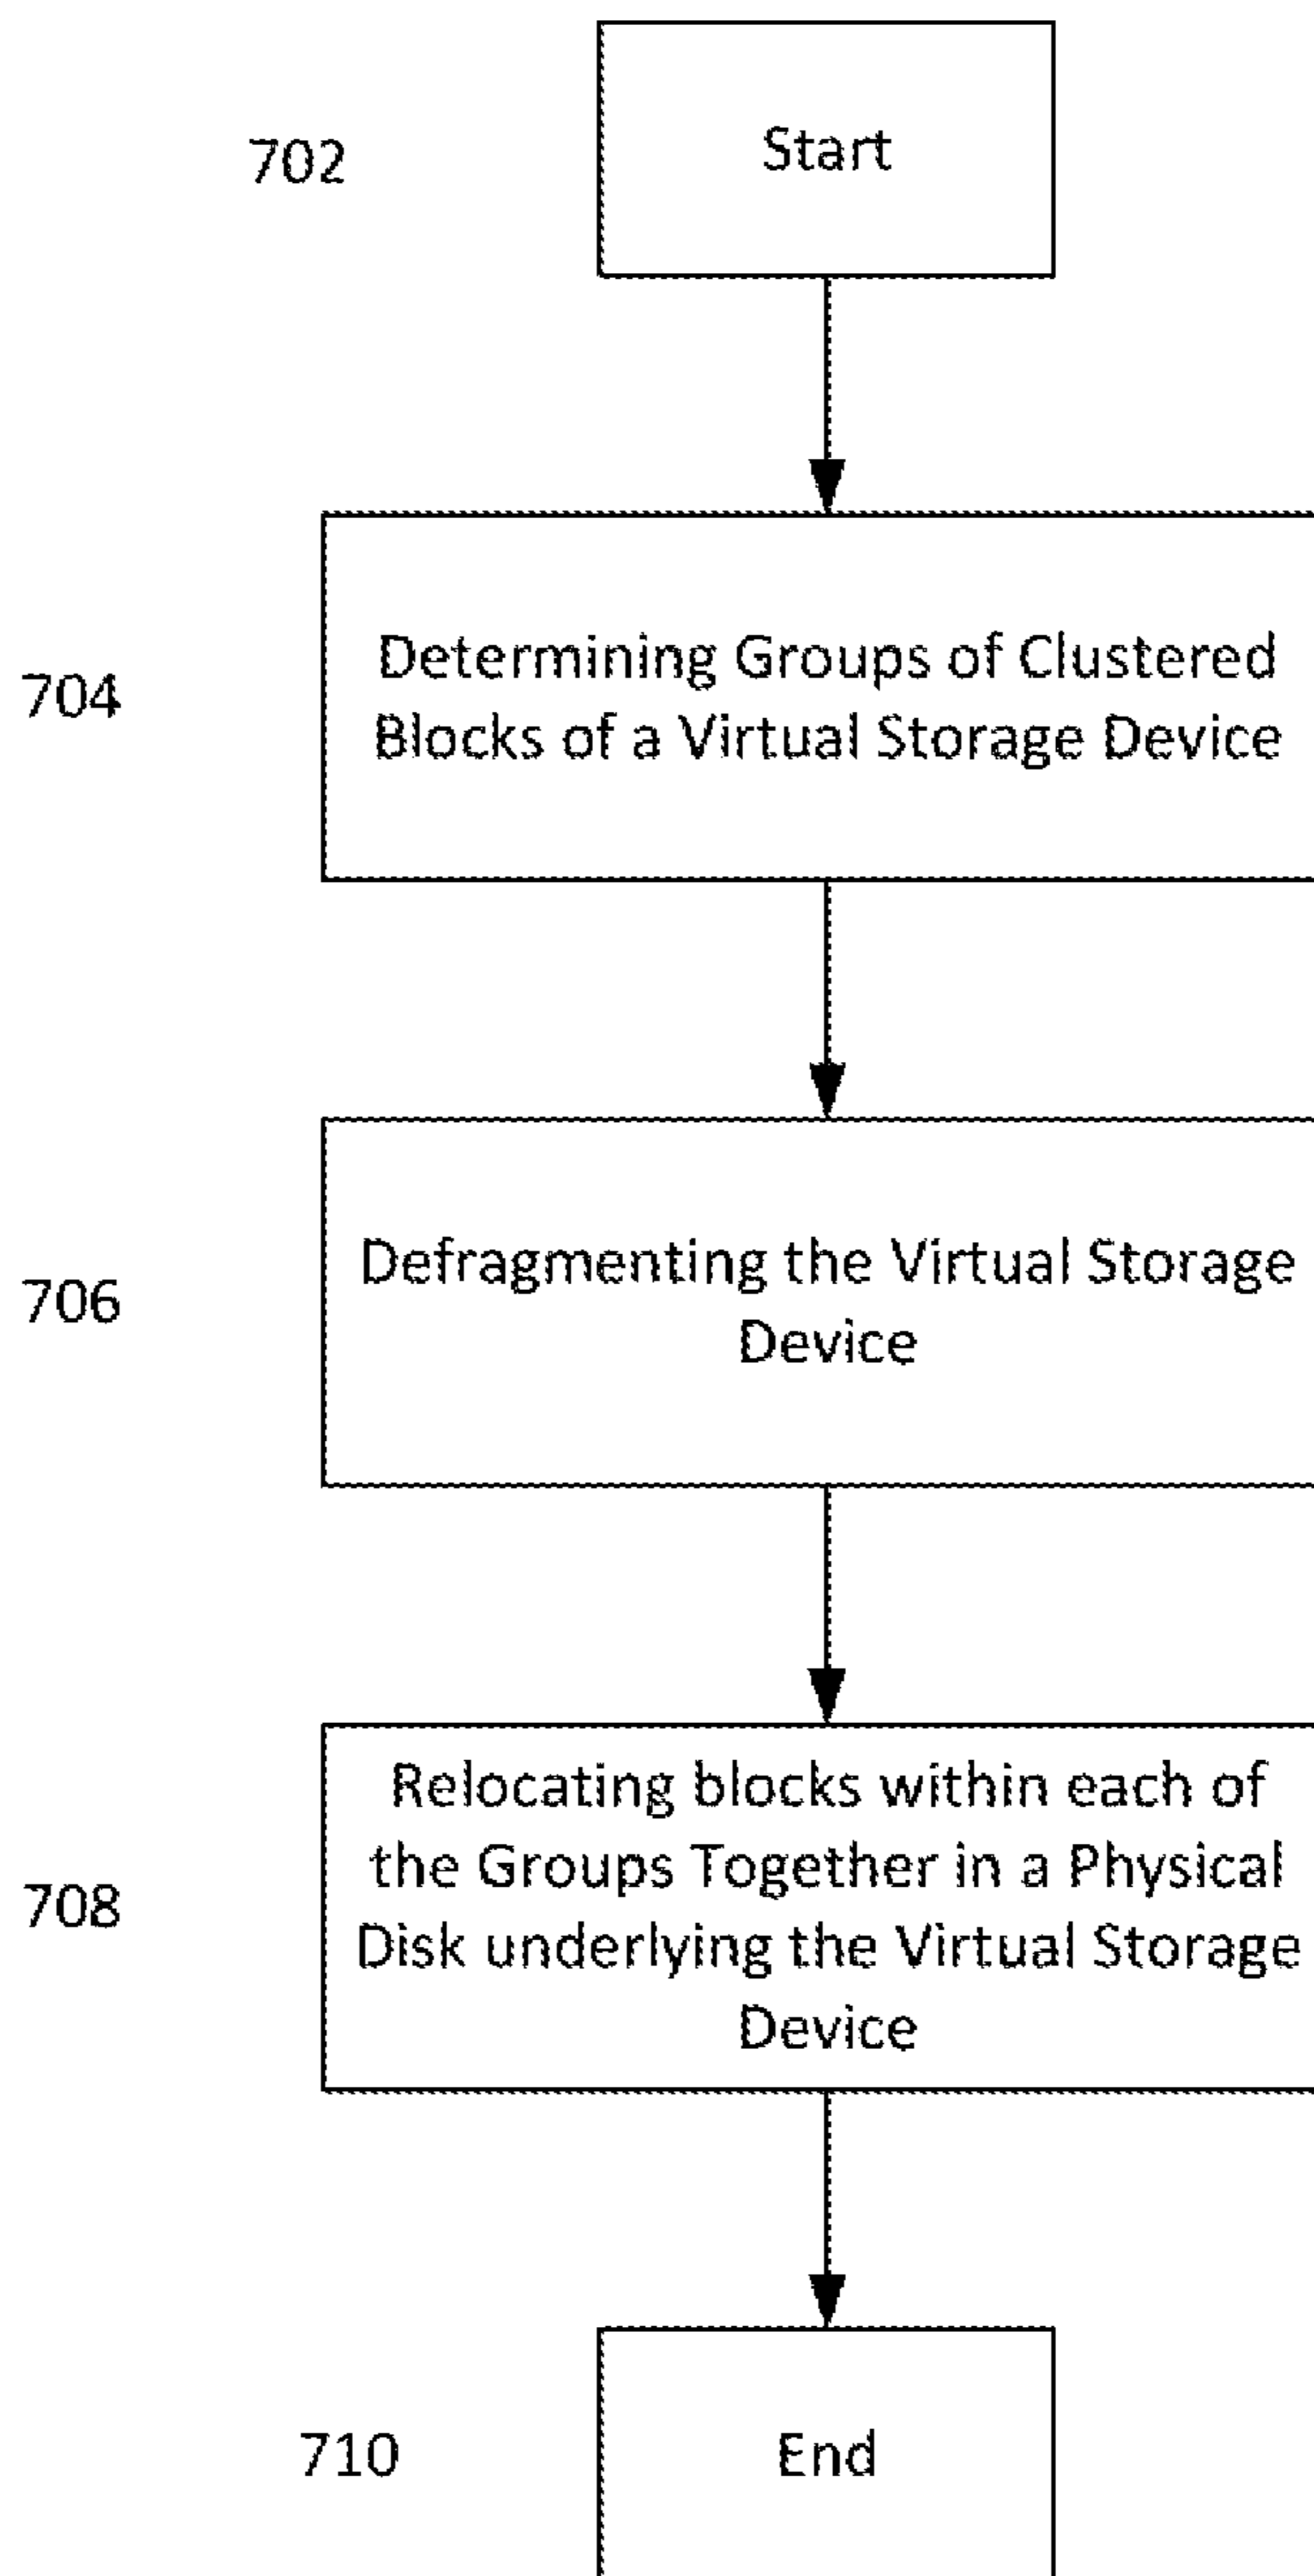 702
Start
704
Determining Groups of Clustered
Blocks of a Virtual Storage Device
706
Defragmenting the Virtual Storage
Device
708
Relocating blocks within each of
the Groups Together in a Physical
Disk underlying the Virtual Storage
Device
710
End